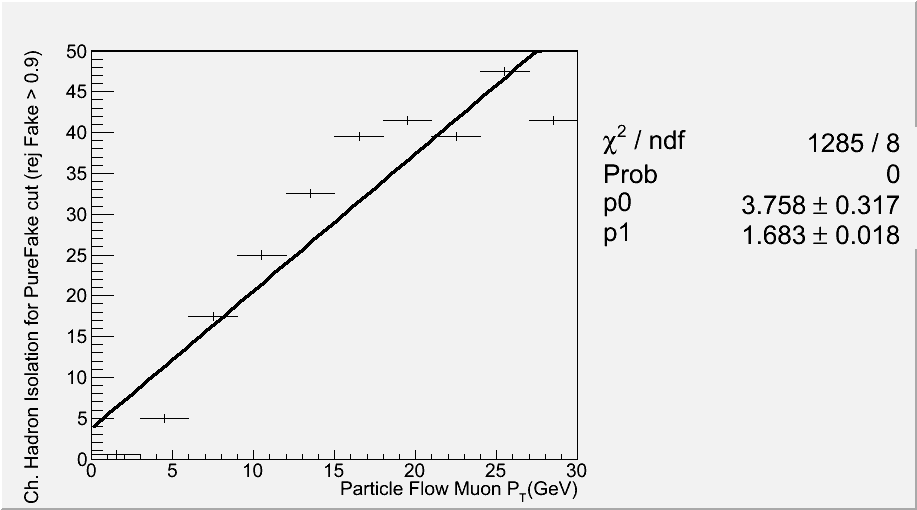 Ch. Hadron Isolation for PureFake cut (rej Fake > 0.9)
50
45
40
35
30
25
20
15
10
5
0
0 5 10 15 20 25 30
Particle Flow Muon P_T(GeV)
χ² / ndf 1285 / 8
Prob 0
p0 3.758 ± 0.317
p1 1.683 ± 0.018